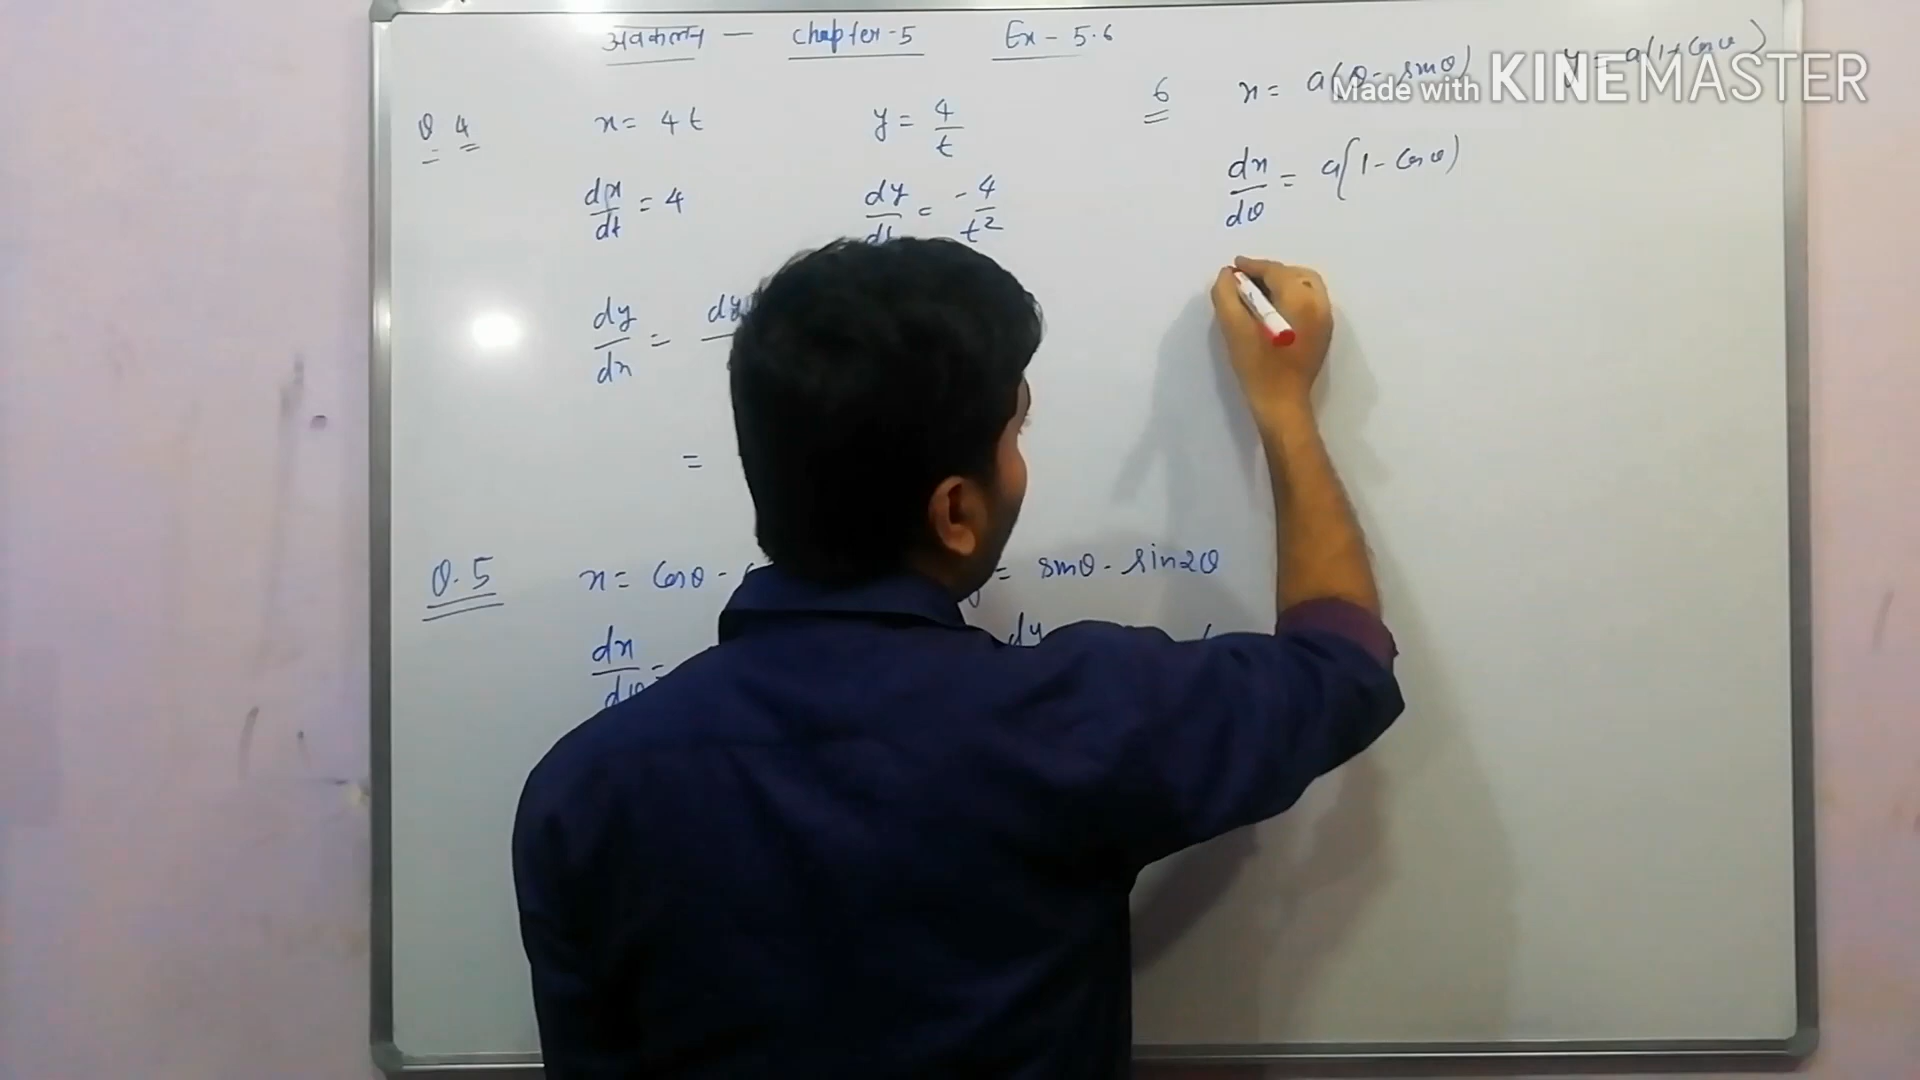 अवकलन — Chapter-5 Ex - 5.6
Q 4 x = 4t y = 4/t
dx/dt = 4 dy/dt = -4/t²
dy/dx =
=
Q.5 x = Cosθ - = sinθ - sin2θ
dx/dθ = dy
6 x = a(θ - sinθ) y = a(1+Cosθ)
dx/dθ = a(1 - Cosθ)
Made with KINEMASTER